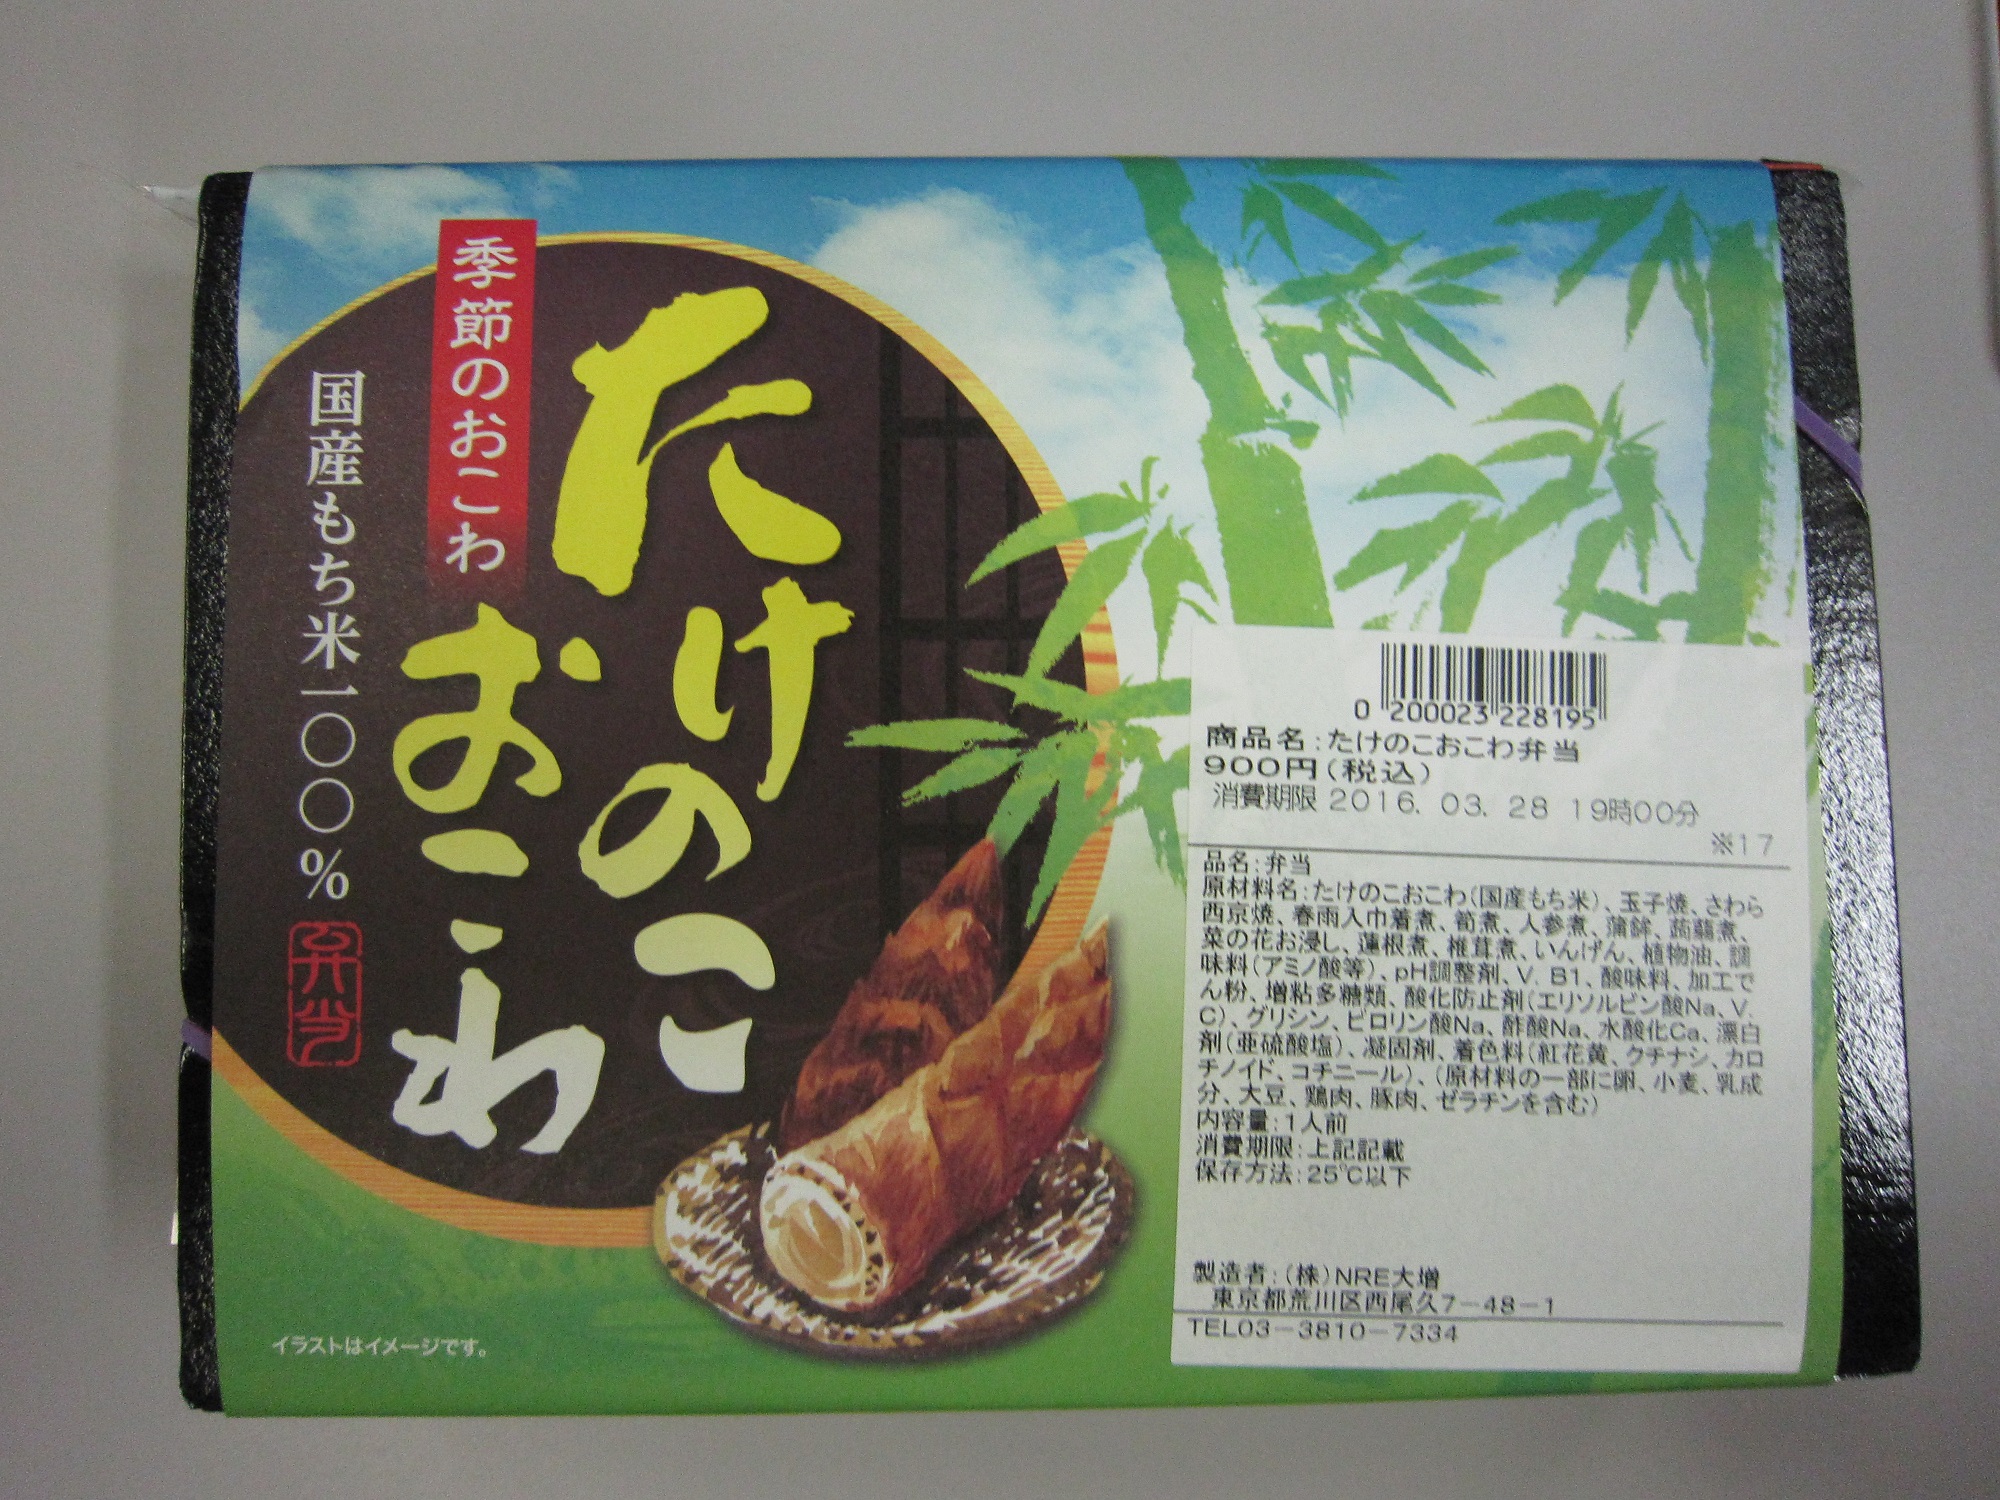 季節のおこわ
たけのこ
おこわ
国産もち米一〇〇%
弁当
イラストはイメージです。
0 200023 228195
商品名:たけのこおこわ弁当
900円(税込)
消費期限 2016. 03. 28 19時00分
※17
品名:弁当
原材料名:たけのこおこわ(国産もち米)、玉子焼、さわら
西京焼、春雨入巾着煮、筍煮、人参煮、蒲鉾、蒟蒻煮、
菜の花お浸し、蓮根煮、椎茸煮、いんげん、植物油、調
味料(アミノ酸等)、pH調整剤、V. B1、酸味料、加工で
ん粉、増粘多糖類、酸化防止剤(エリソルビン酸Na、V.
C)、グリシン、ピロリン酸Na、酢酸Na、水酸化Ca、漂白
剤(亜硫酸塩)、凝固剤、着色料(紅花黄、クチナシ、カロ
チノイド、コチニール)、(原材料の一部に卵、小麦、乳成
分、大豆、鶏肉、豚肉、ゼラチンを含む)
内容量:1人前
消費期限:上記記載
保存方法:25℃以下
製造者:(株)NRE大増
東京都荒川区西尾久7-48-1
TEL03-3810-7334